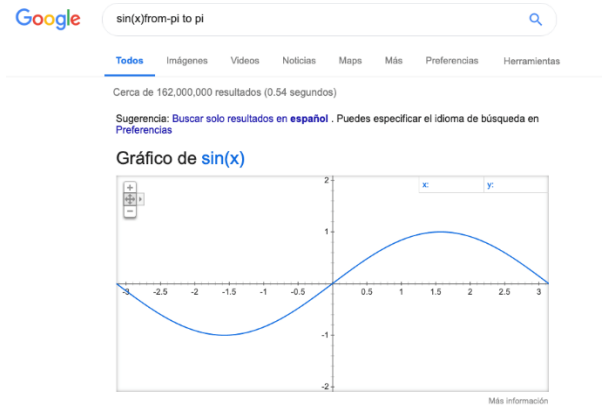 Google
sin(x)from-pi to pi
Todos Imágenes Videos Noticias Maps Más Preferencias Herramientas
Cerca de 162,000,000 resultados (0.54 segundos)
Sugerencia: Buscar solo resultados en español . Puedes especificar el idioma de búsqueda en
Preferencias
Gráfico de sin(x)
x: y:
2
1
-3 -2.5 -2 -1.5 -1 -0.5 0.5 1 1.5 2 2.5 3
-1
-2
Más información